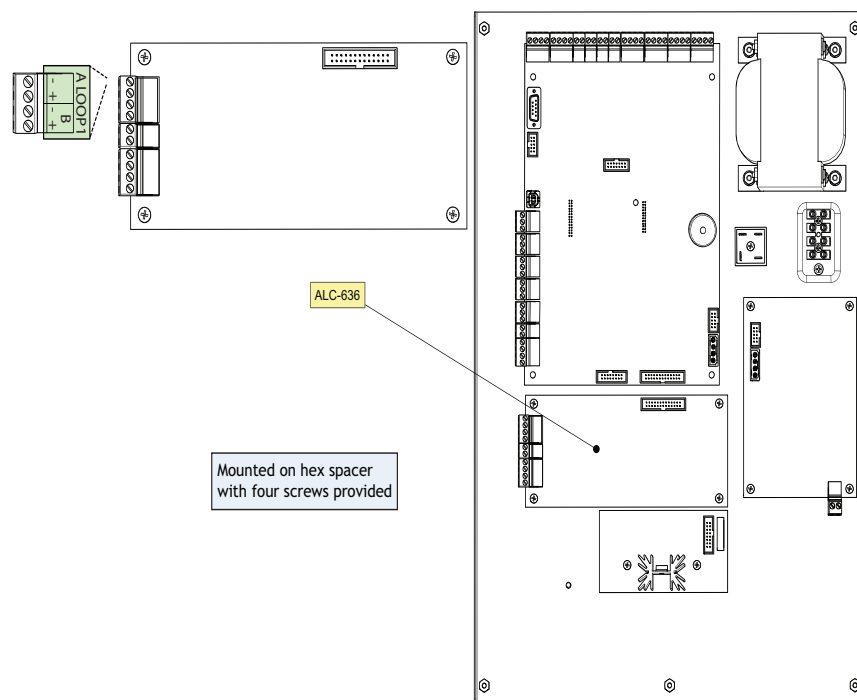 A LOOP1
B
- + - +
ALC-636
Mounted on hex spacer
with four screws provided